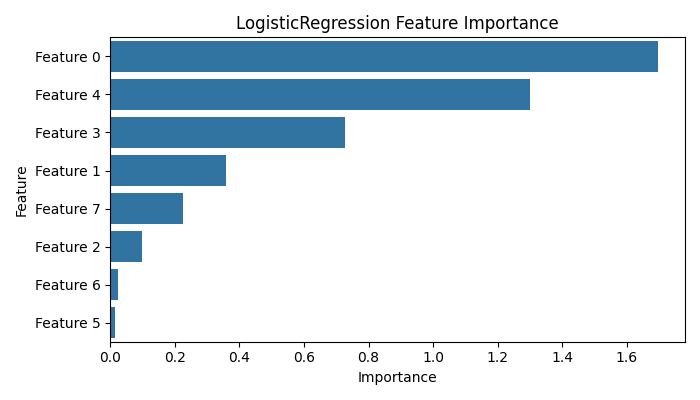 LogisticRegression Feature Importance
Feature
Feature 0
Feature 4
Feature 3
Feature 1
Feature 7
Feature 2
Feature 6
Feature 5
0.0 0.2 0.4 0.6 0.8 1.0 1.2 1.4 1.6
Importance